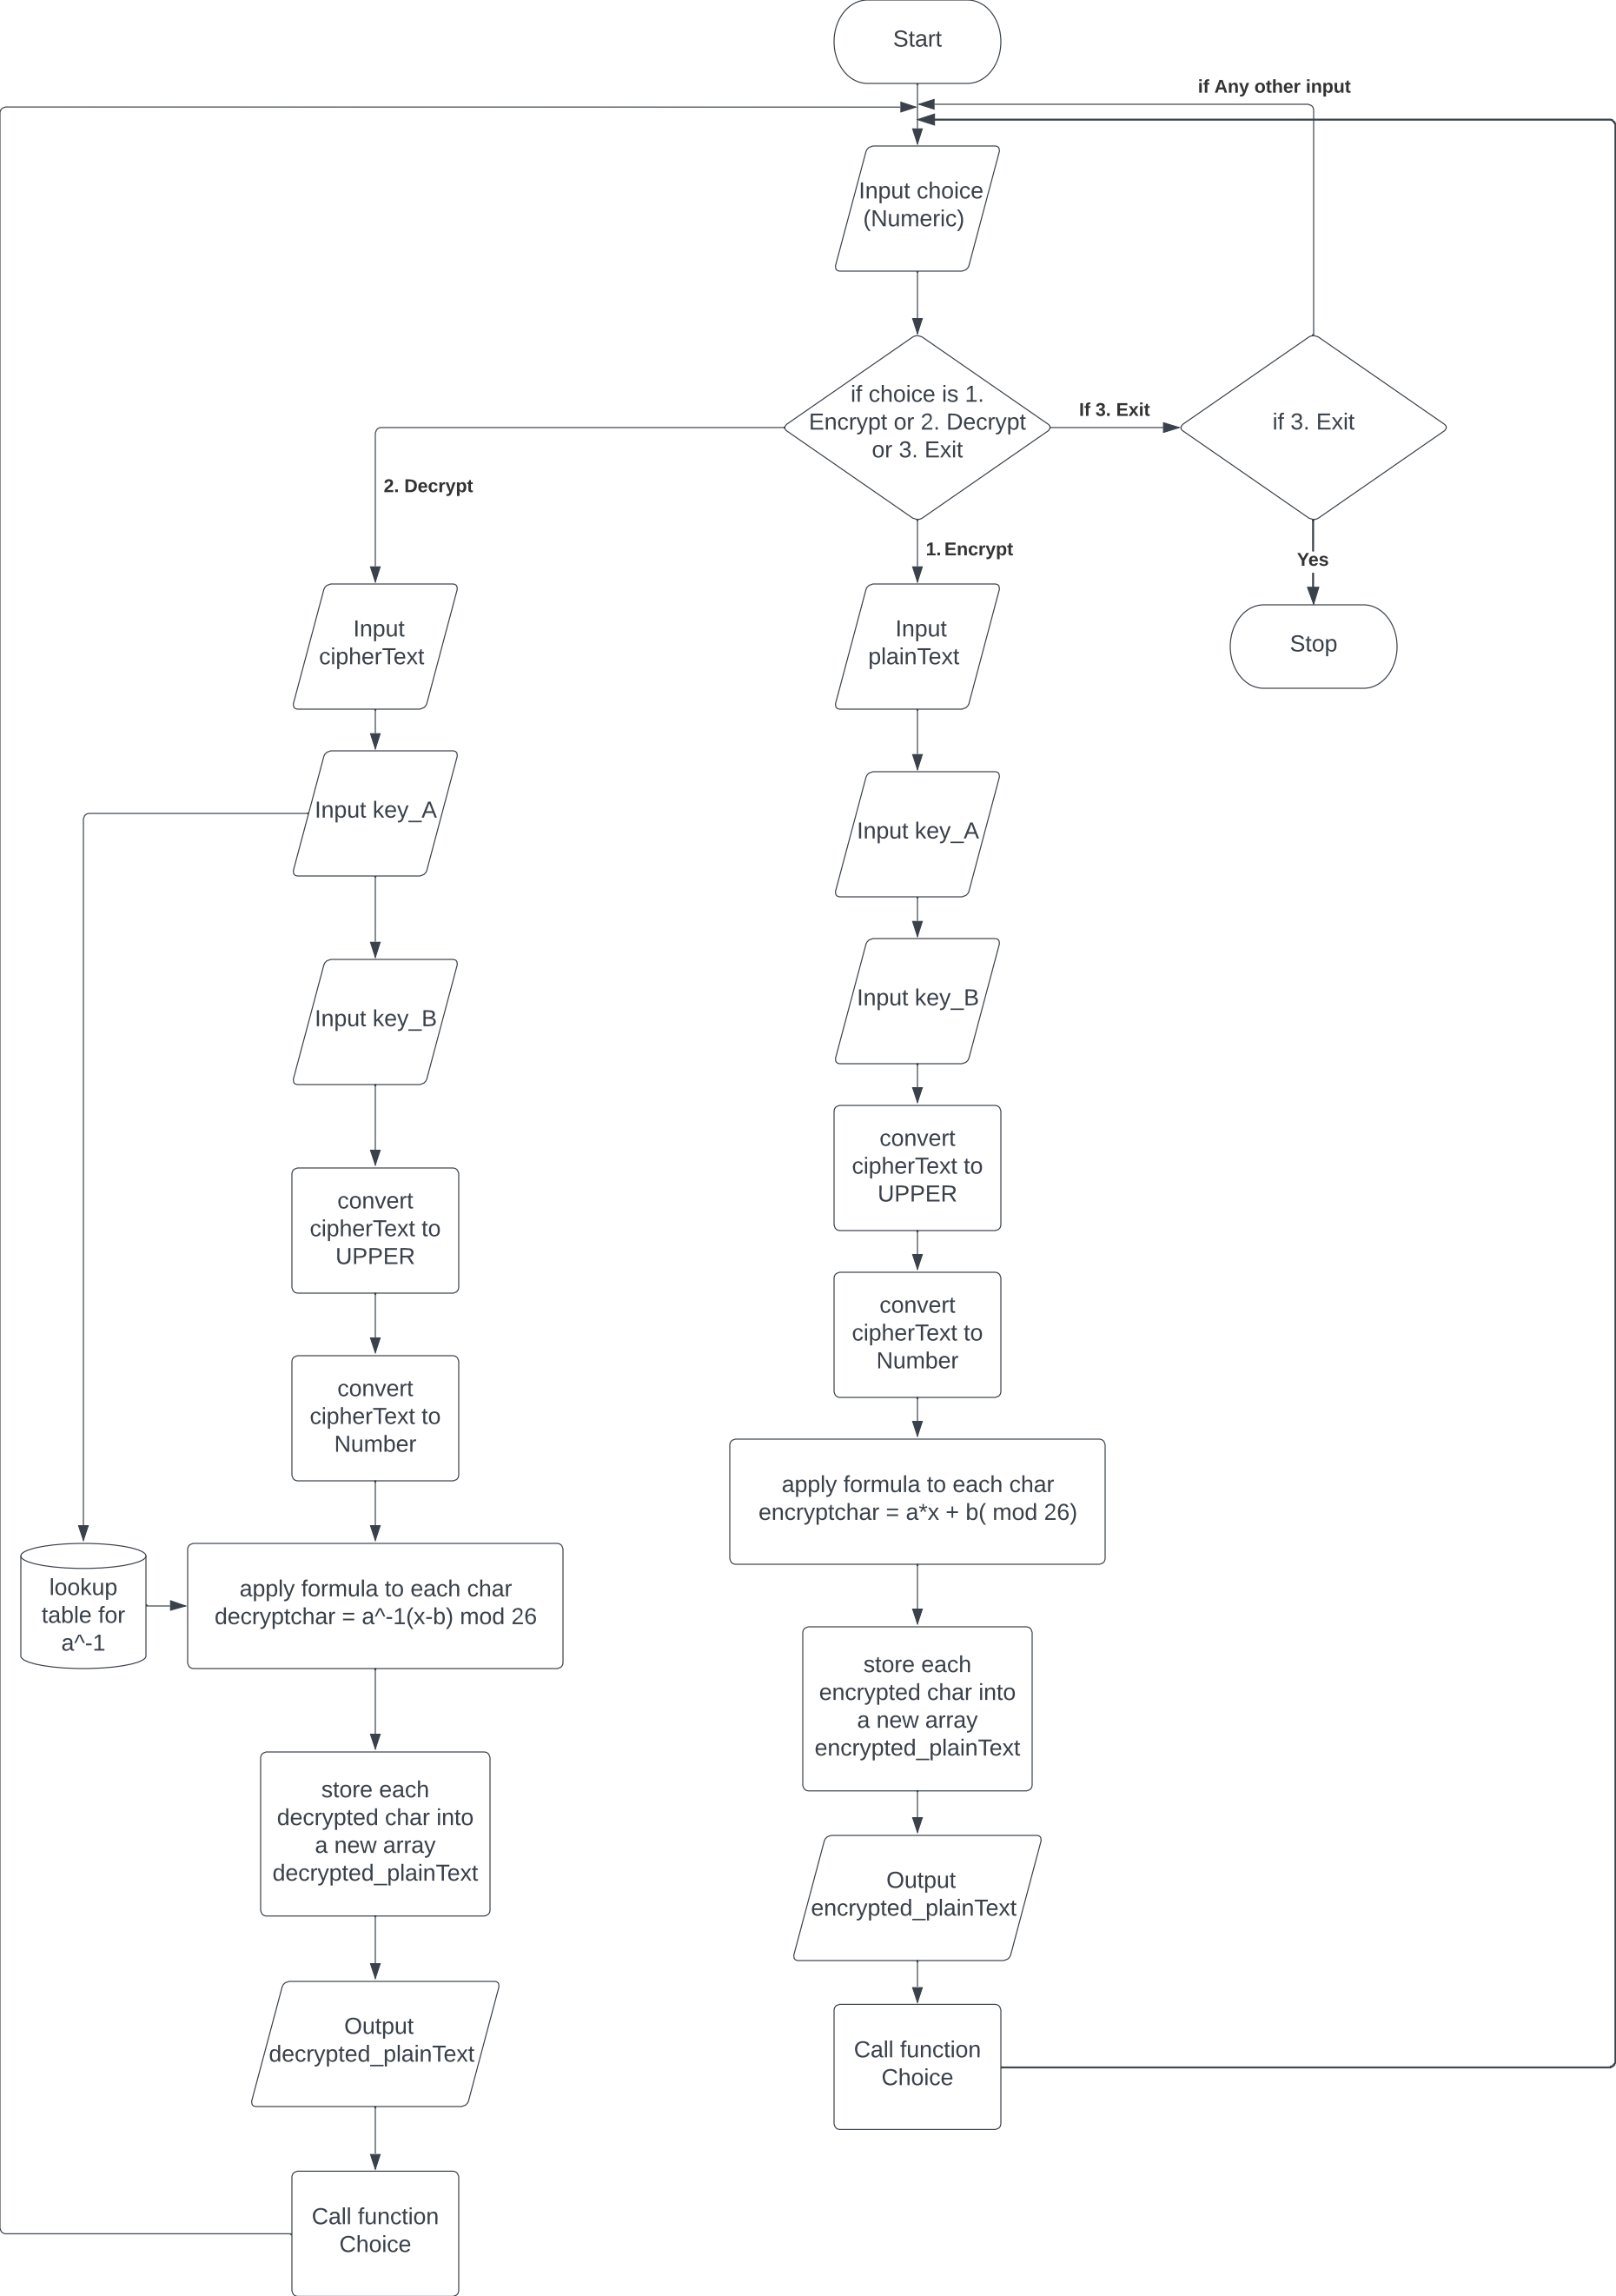 Start
if Any other input
Input choice
(Numeric)
if choice is 1.
Encrypt or 2. Decrypt
or 3. Exit
If 3. Exit
if 3. Exit
2. Decrypt
1. Encrypt
Yes
Stop
Input
cipherText
Input key_A
Input key_B
convert
cipherText to
UPPER
convert
cipherText to
Number
lookup
table for
a^-1
apply formula to each char
decryptchar = a^-1(x-b) mod 26
store each
decrypted char into
a new array
decrypted_plainText
Output
decrypted_plainText
Call function
Choice
Input
plainText
Input key_A
Input key_B
convert
cipherText to
UPPER
convert
cipherText to
Number
apply formula to each char
encryptchar = a*x + b( mod 26)
store each
encrypted char into
a new array
encrypted_plainText
Output
encrypted_plainText
Call function
Choice